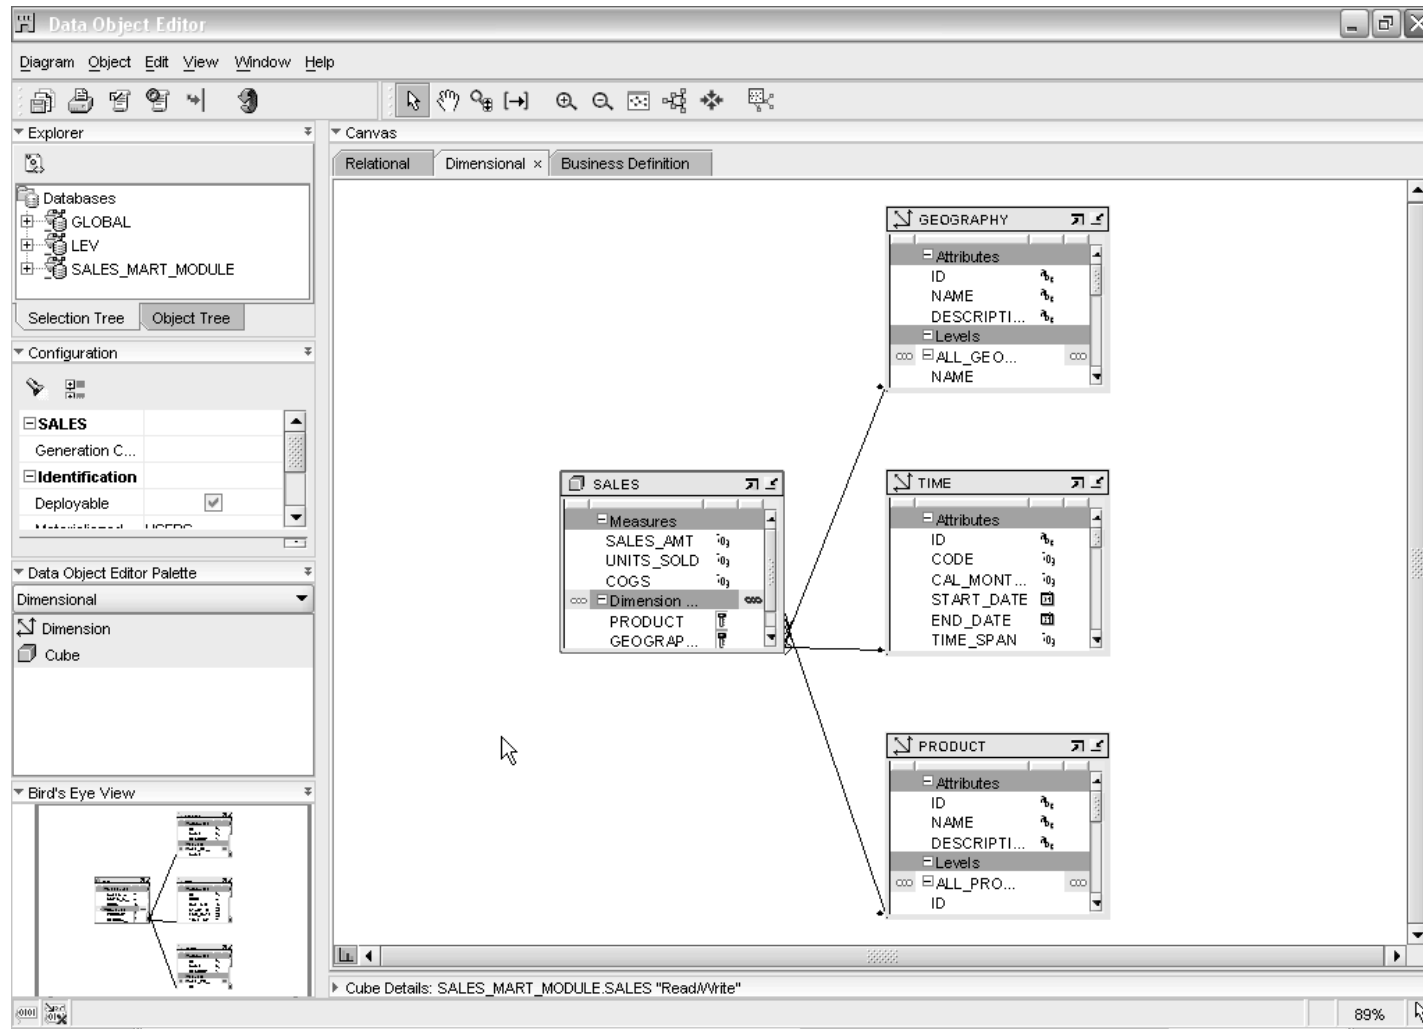 Data Object Editor
Diagram Object Edit View Window Help
Explorer
Databases
GLOBAL
LEV
SALES_MART_MODULE
Selection Tree Object Tree
Configuration
SALES
Generation C...
Identification
Deployable
Data Object Editor Palette
Dimensional
Dimension
Cube
Bird's Eye View
Canvas
Relational Dimensional × Business Definition
GEOGRAPHY
Attributes
ID
NAME
DESCRIPTI...
Levels
ALL_GEO...
NAME
SALES
Measures
SALES_AMT
UNITS_SOLD
COGS
Dimension ...
PRODUCT
GEOGRAP...
TIME
Attributes
ID
CODE
CAL_MONT...
START_DATE
END_DATE
TIME_SPAN
PRODUCT
Attributes
ID
NAME
DESCRIPTI...
Levels
ALL_PRO...
ID
Cube Details: SALES_MART_MODULE.SALES "Read/Write"
89%